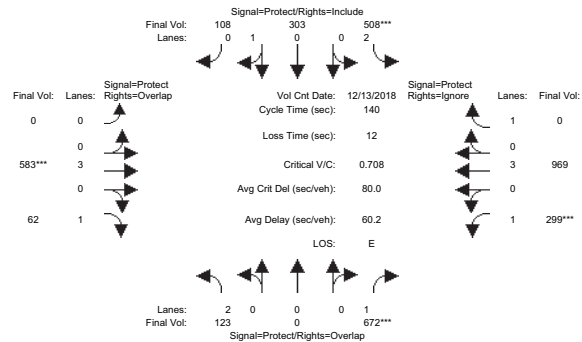 Signal=Protect/Rights=Include
Final Vol: 108 303 508***
Lanes: 0 1 0 0 2
Signal=Protect
Final Vol: Lanes: Rights=Overlap
Vol Cnt Date: 12/13/2018
Signal=Protect
Rights=Ignore Lanes: Final Vol:
Cycle Time (sec): 140
0 0
1 0
Loss Time (sec): 12
0
0
583*** 3
Critical V/C: 0.708
3 969
0
Avg Crit Del (sec/veh): 80.0
0
62 1
Avg Delay (sec/veh): 60.2
1 299***
LOS: E
Lanes: 2 0 0 0 1
Final Vol: 123 0 672***
Signal=Protect/Rights=Overlap